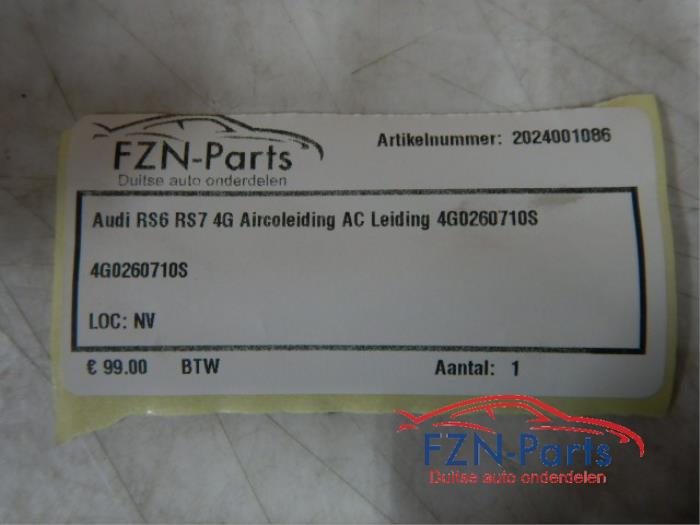 FZN-Parts
Duitse auto onderdelen
Artikelnummer: 2024001086
Audi RS6 RS7 4G Aircoleiding AC Leiding 4G0260710S
4G0260710S
LOC: NV
€ 99.00 BTW Aantal: 1
FZN-Parts
Duitse auto onderdelen